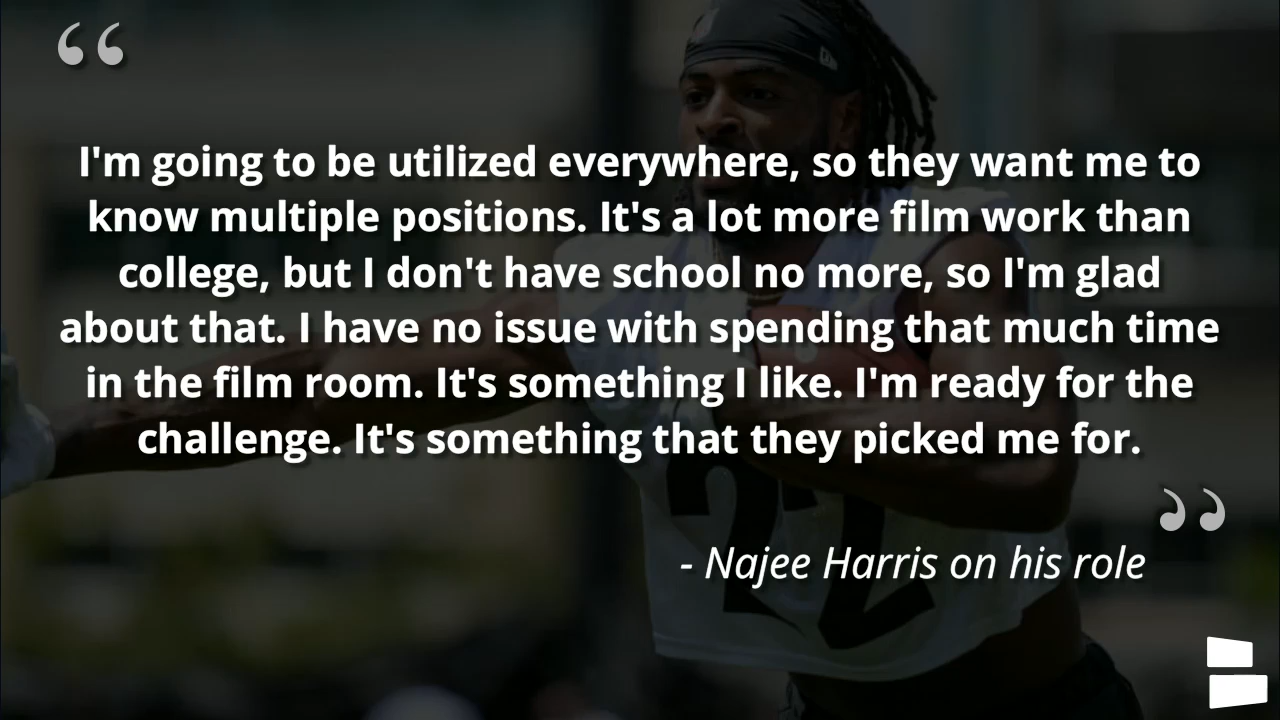 “
I'm going to be utilized everywhere, so they want me to
know multiple positions. It's a lot more film work than
college, but I don't have school no more, so I'm glad
about that. I have no issue with spending that much time
in the film room. It's something I like. I'm ready for the
challenge. It's something that they picked me for.
”
- Najee Harris on his role
22